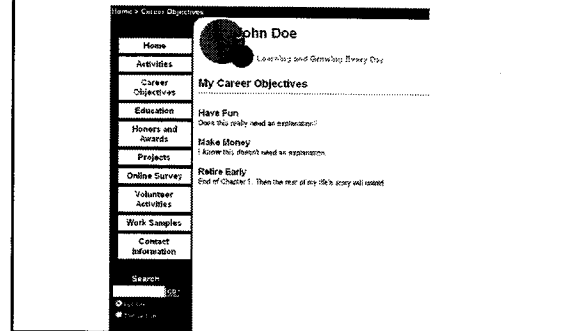 Home > Career Objectives
John Doe
Learning and Growing Every Day
Home
Activities
Career
Objectives
Education
Honors and
Awards
Projects
Online Survey
Volunteer
Activities
Work Samples
Contact
Information
Search
My Career Objectives
Have Fun
Does this really need an explanation?
Make Money
I know this doesn't need an explanation.
Retire Early
End of Chapter 1. Then the rest of my life's story will unfold